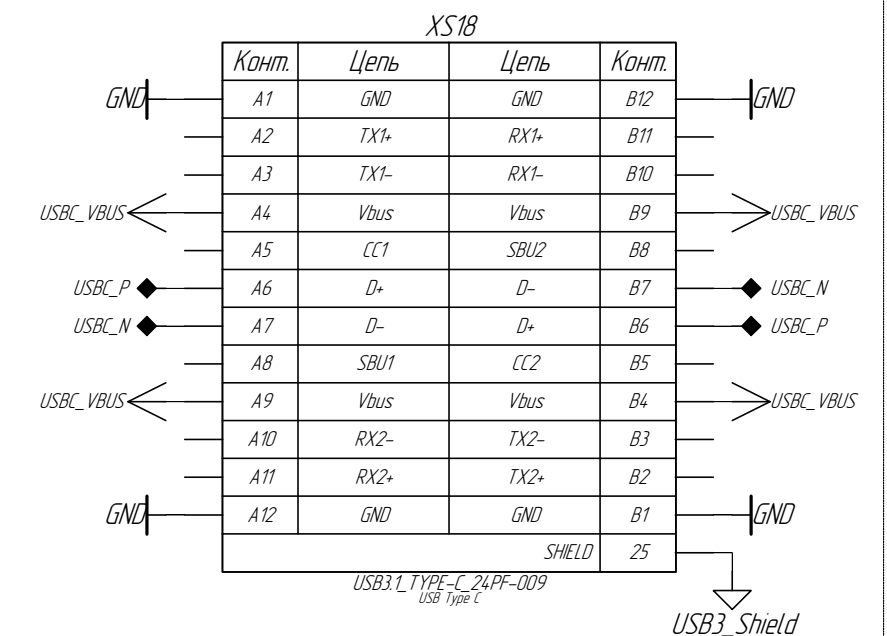 XS18
Конт. Цепь Цепь Конт.
GND A1 GND GND B12 GND
A2 TX1+ RX1+ B11
A3 TX1- RX1- B10
USBC_VBUS A4 Vbus Vbus B9 USBC_VBUS
A5 CC1 SBU2 B8
USBC_P A6 D+ D- B7 USBC_N
USBC_N A7 D- D+ B6 USBC_P
A8 SBU1 CC2 B5
USBC_VBUS A9 Vbus Vbus B4 USBC_VBUS
A10 RX2- TX2- B3
A11 RX2+ TX2+ B2
GND A12 GND GND B1 GND
SHIELD 25
USB3.1_TYPE-C_24PF-009
USB Type C
USB3_Shield